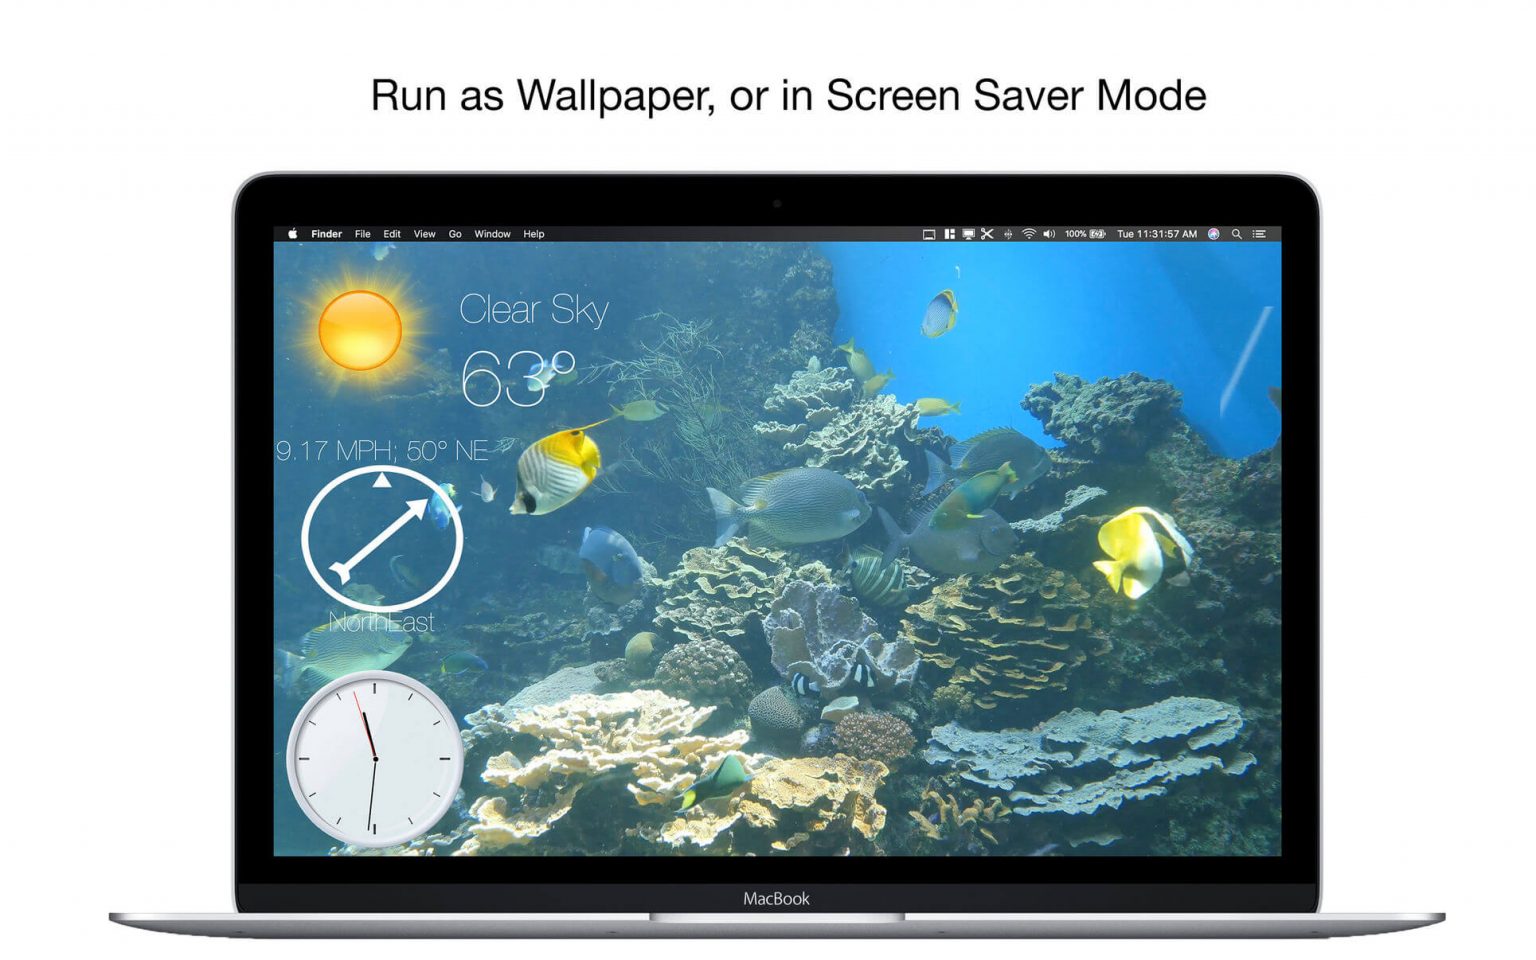 Run as Wallpaper, or in Screen Saver Mode
Finder File Edit View Go Window Help 100% Tue 11:31:57 AM
Clear Sky
63°
9.17 MPH; 50° NE
NorthEast
MacBook